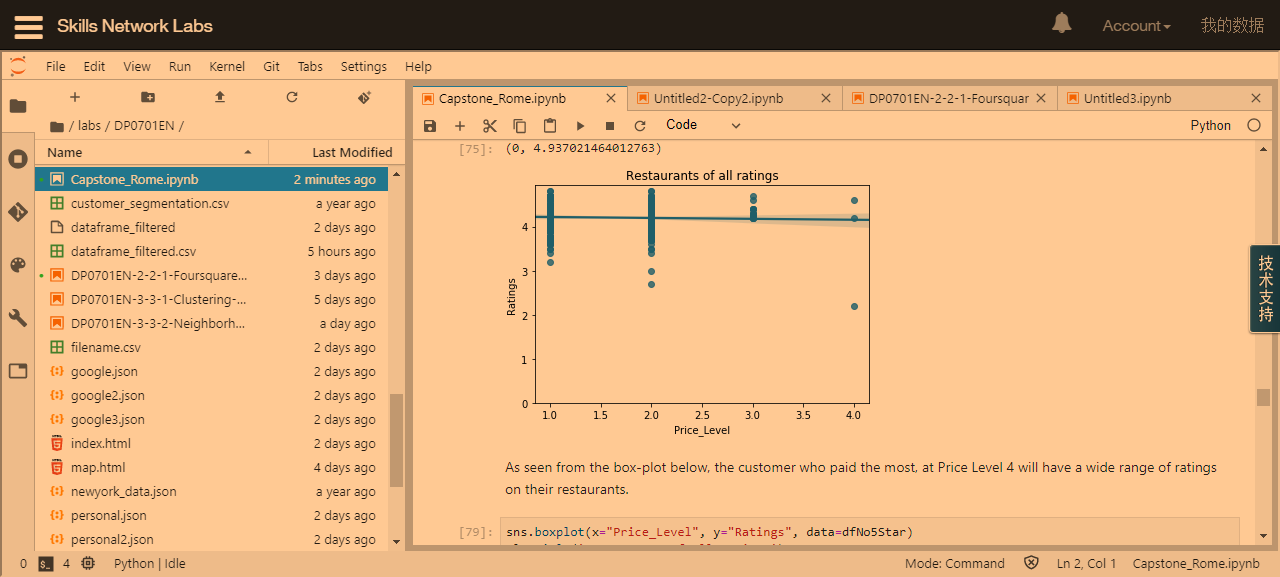 Skills Network Labs
Account
我的数据
File Edit View Run Kernel Git Tabs Settings Help
/ labs / DP0701EN /
Name Last Modified
Capstone_Rome.ipynb 2 minutes ago
customer_segmentation.csv a year ago
dataframe_filtered 2 days ago
dataframe_filtered.csv 5 hours ago
DP0701EN-2-2-1-Foursquare... 3 days ago
DP0701EN-3-3-1-Clustering-... 5 days ago
DP0701EN-3-3-2-Neighborh... a day ago
filename.csv 2 days ago
google.json 2 days ago
google2.json 2 days ago
google3.json 2 days ago
index.html 2 days ago
map.html 4 days ago
newyork_data.json a year ago
personal.json 2 days ago
personal2.json 2 days ago
Capstone_Rome.ipynb
Untitled2-Copy2.ipynb
DP0701EN-2-2-1-Foursquar
Untitled3.ipynb
Code
Python
[75]: (0, 4.937021464012763)
Restaurants of all ratings
Ratings
4
3
2
1
0
1.0 1.5 2.0 2.5 3.0 3.5 4.0
Price_Level
As seen from the box-plot below, the customer who paid the most, at Price Level 4 will have a wide range of ratings
on their restaurants.
[79]: sns.boxplot(x="Price_Level", y="Ratings", data=dfNo5Star)
技术支持
0 $_ 4 Python | Idle
Mode: Command
Ln 2, Col 1
Capstone_Rome.ipynb